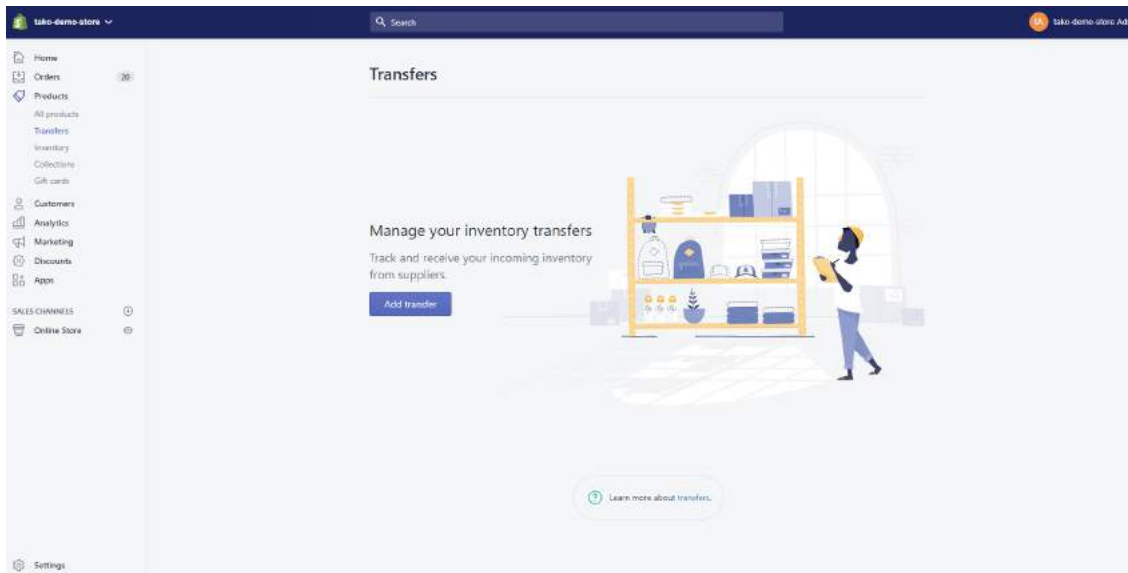 tako-demo-store
Search
tako-demo-store Ad
Home
Orders 20
Products
All products
Transfers
Inventory
Collections
Gift cards
Customers
Analytics
Marketing
Discounts
Apps
SALES CHANNELS
Online Store
Settings
Transfers
Manage your inventory transfers
Track and receive your incoming inventory
from suppliers.
Add transfer
Learn more about transfers.